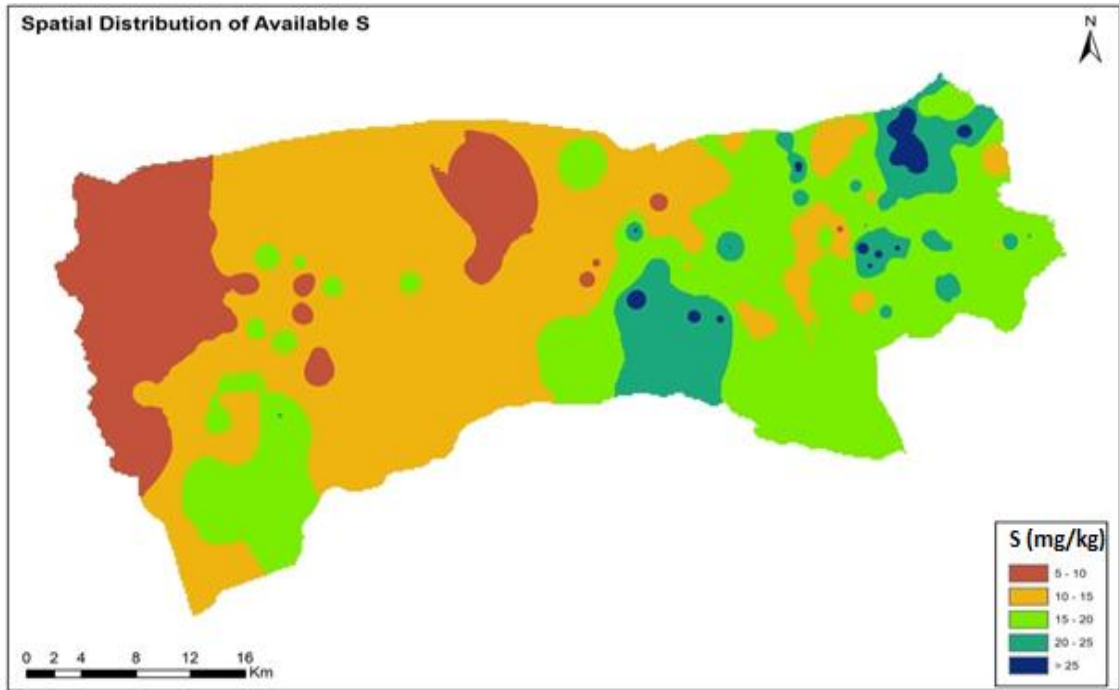 Spatial Distribution of Available S
N
S (mg/kg)
5 - 10
10 - 15
15 - 20
20 - 25
> 25
0 2 4 8 12 16
Km